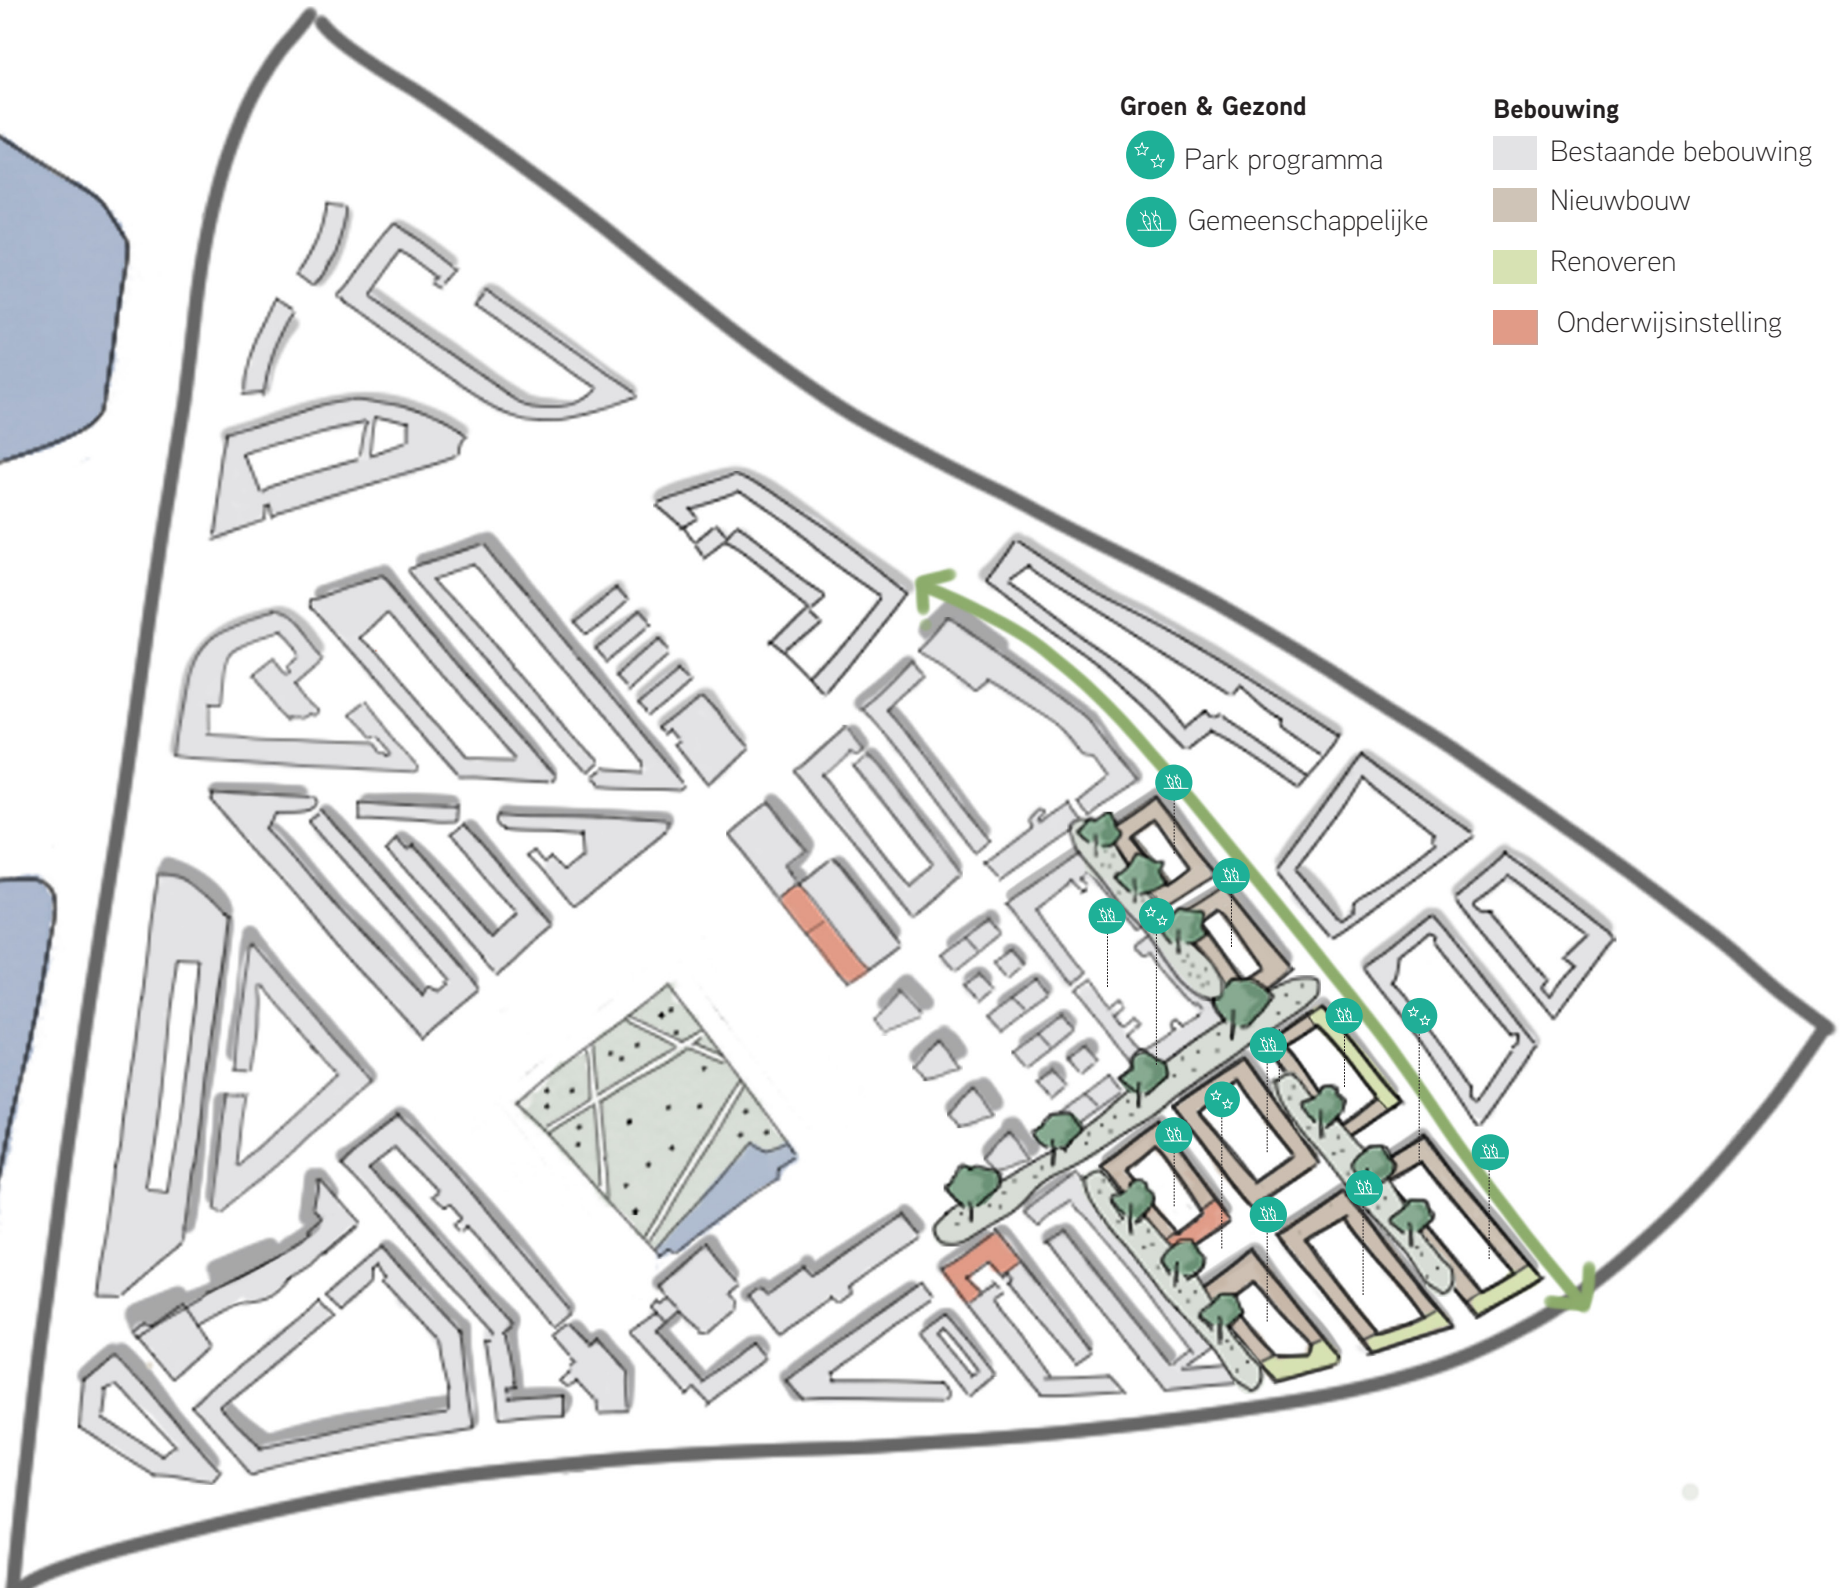 Groen & Gezond
Park programma
Gemeenschappelijke
Bebouwing
Bestaande bebouwing
Nieuwbouw
Renoveren
Onderwijsinstelling